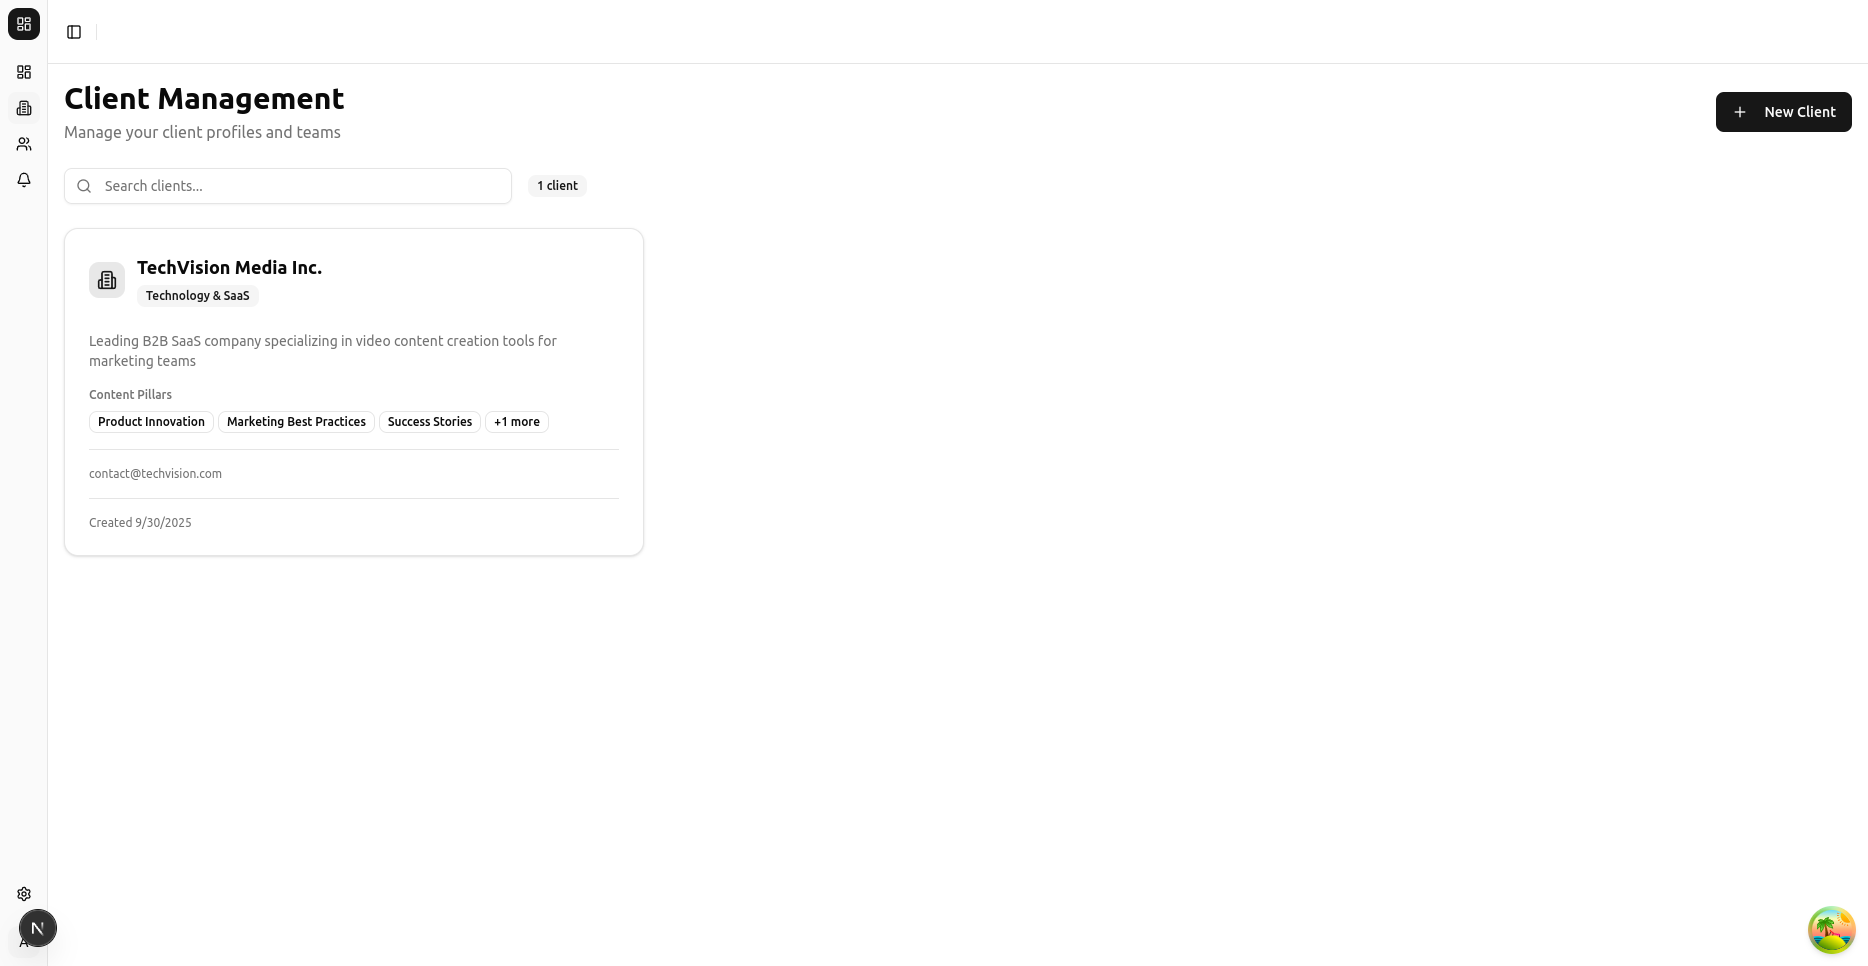 Client Management
Manage your client profiles and teams
New Client
Search clients...
1 client
TechVision Media Inc.
Technology & SaaS
Leading B2B SaaS company specializing in video content creation tools for
marketing teams
Content Pillars
Product Innovation Marketing Best Practices Success Stories +1 more
contact@techvision.com
Created 9/30/2025
N
A